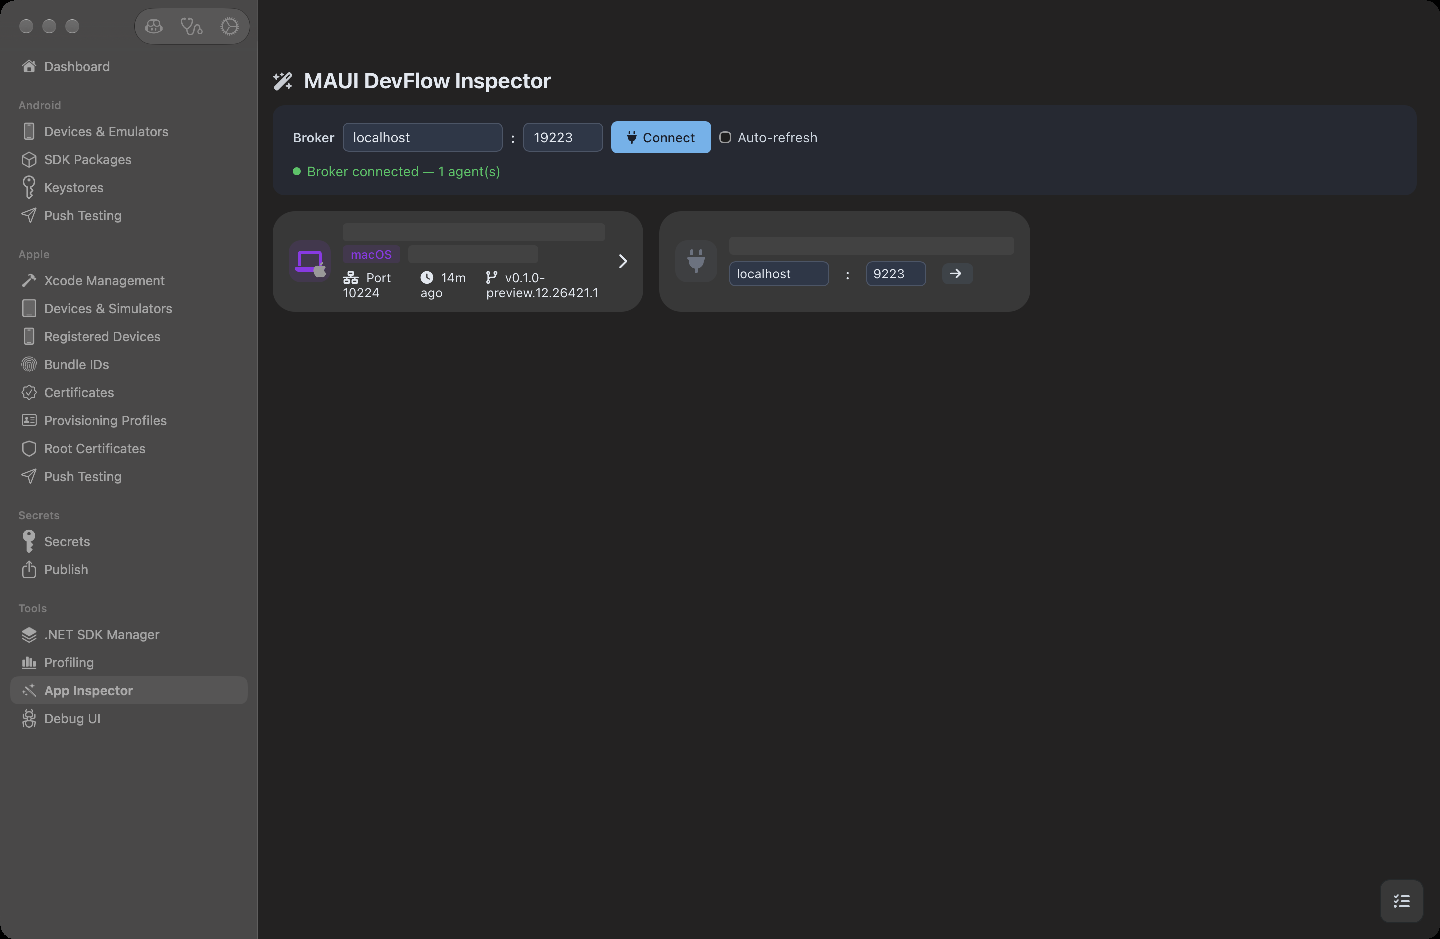 Dashboard
Android
Devices & Emulators
SDK Packages
Keystores
Push Testing
Apple
Xcode Management
Devices & Simulators
Registered Devices
Bundle IDs
Certificates
Provisioning Profiles
Root Certificates
Push Testing
Secrets
Secrets
Publish
Tools
.NET SDK Manager
Profiling
App Inspector
Debug UI
MAUI DevFlow Inspector
Broker localhost : 19223 Connect Auto-refresh
Broker connected — 1 agent(s)
macOS
Port 10224
14m ago
v0.1.0-
preview.12.26421.1
localhost : 9223